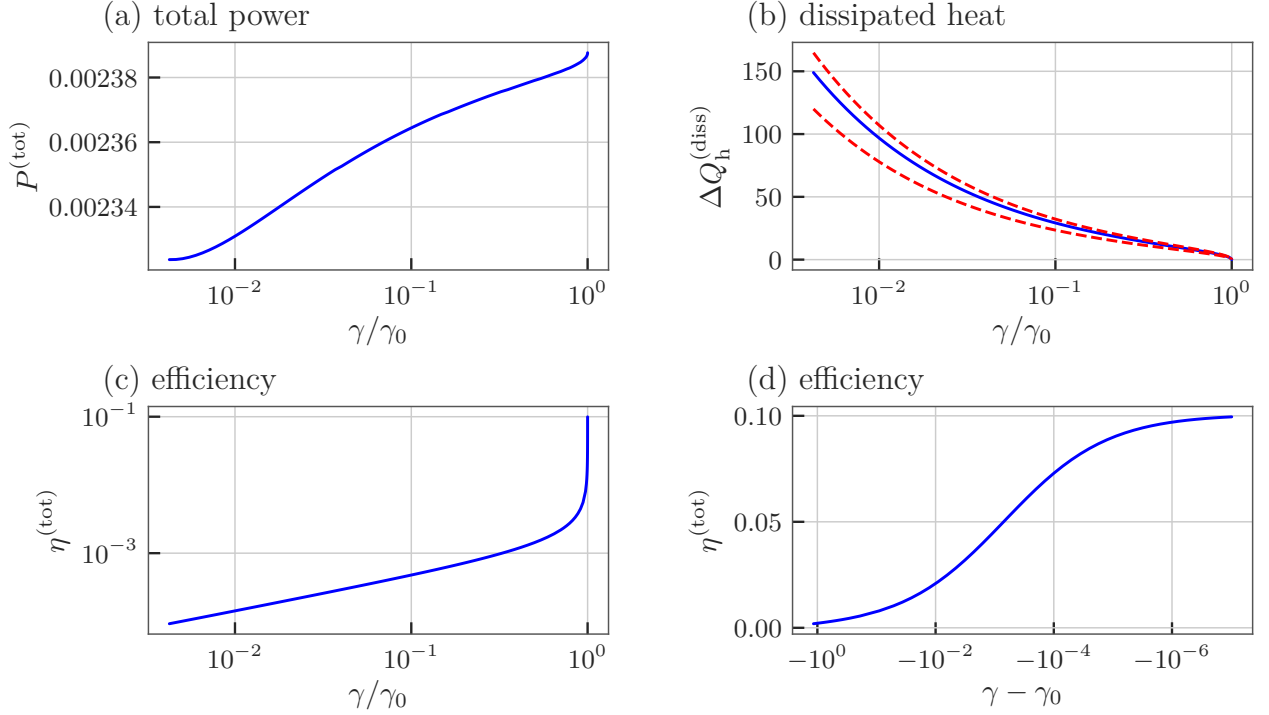 (a) total power
0.00238
0.00236
0.00234
P^(tot)
10^−2 10^−1 10^0
γ/γ_0
(b) dissipated heat
150
100
50
0
ΔQ_h^(diss)
10^−2 10^−1 10^0
γ/γ_0
(c) efficiency
10^−1
10^−3
η^(tot)
10^−2 10^−1 10^0
γ/γ_0
(d) efficiency
0.10
0.05
0.00
η^(tot)
−10^0 −10^−2 −10^−4 −10^−6
γ − γ_0